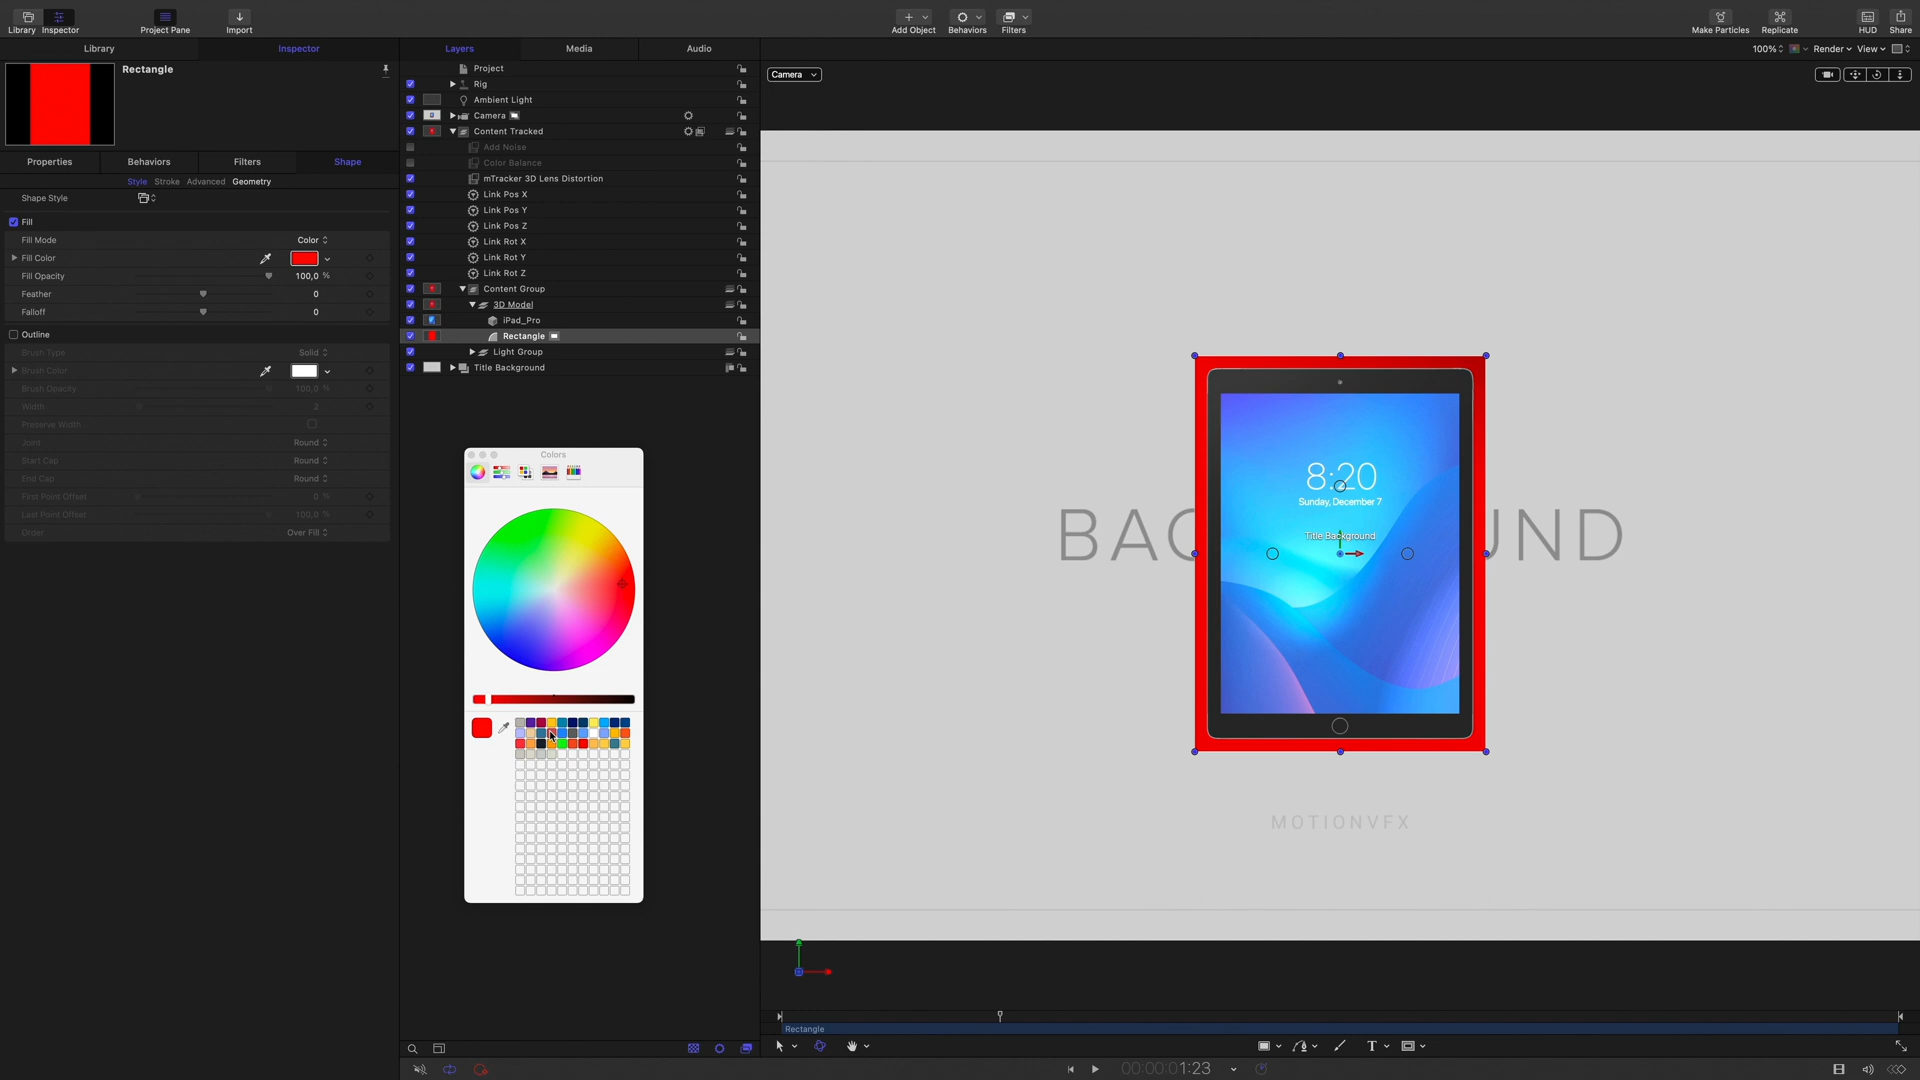 Library Inspector Project Pane Import Add Object Behaviors Filters Make Particles Replicate HUD Share
Library Inspector Layers Media Audio 100% Render View
Rectangle
Camera
Properties Behaviors Filters Shape
Style Stroke Advanced Geometry
Shape Style
Fill
Fill Mode Color
Fill Color
Fill Opacity 100,0 %
Feather 0
Falloff 0
Outline
Brush Type Solid
Brush Color
Brush Opacity 100,0 %
Width 2
Preserve Width
Joint Round
Start Cap Round
End Cap Round
First Point Offset 0 %
Last Point Offset 100,0 %
Order Over Fill
Project
Rig
Ambient Light
Camera
Content Tracked
Add Noise
Color Balance
mTracker 3D Lens Distortion
Link Pos X
Link Pos Y
Link Pos Z
Link Rot X
Link Rot Y
Link Rot Z
Content Group
3D Model
iPad_Pro
Rectangle
Light Group
Title Background
Colors
8:20
Sunday, December 7
Title Background
BAC UND
MOTIONVFX
Rectangle
T
00:00:01:23